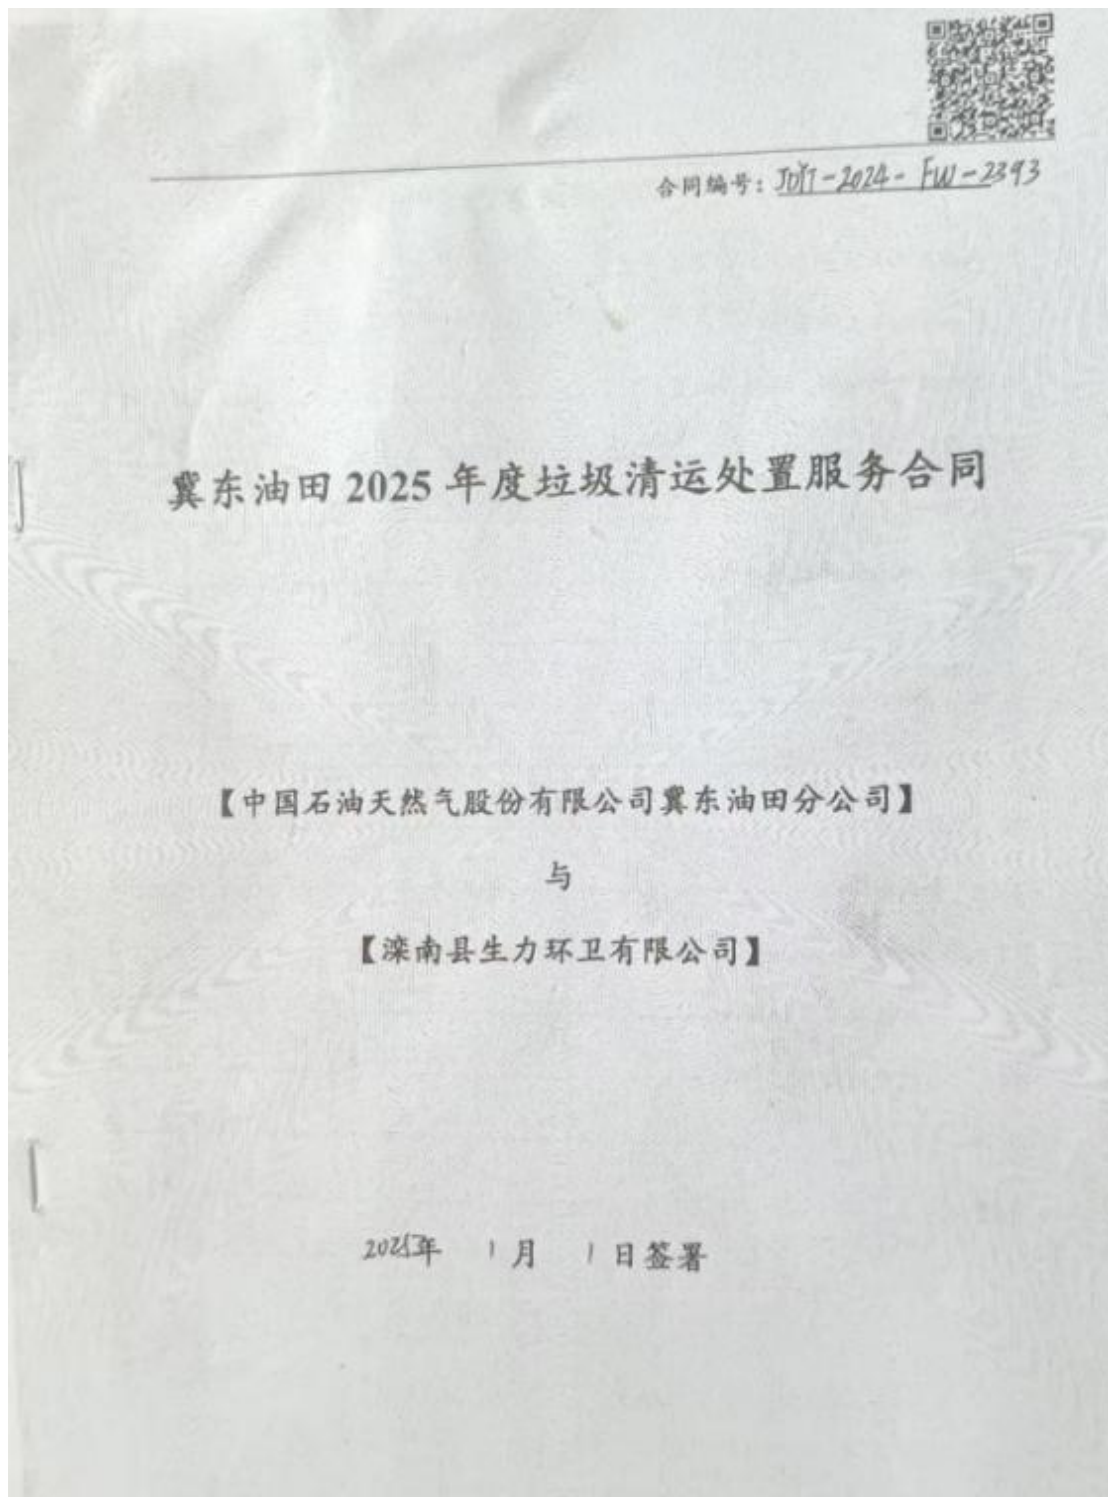 合同编号：JDYT-2024-FW-2393
冀东油田 2025 年度垃圾清运处置服务合同
【中国石油天然气股份有限公司冀东油田分公司】
与
【滦南县生力环卫有限公司】
2025年 1 月 1 日签署